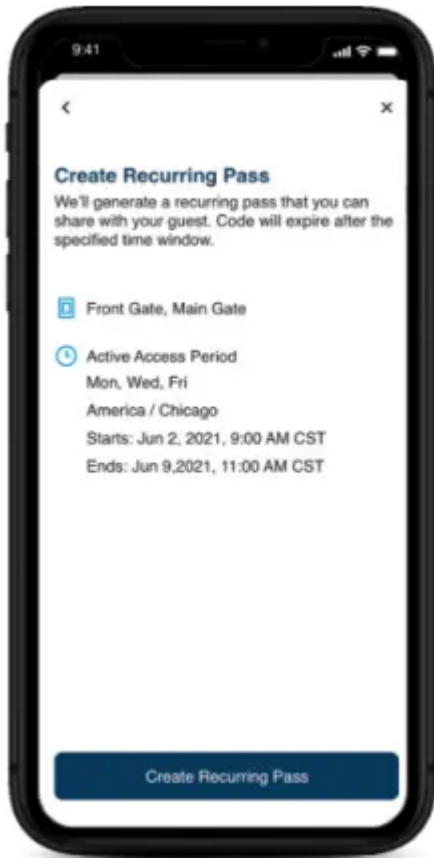 9:41
Create Recurring Pass
We'll generate a recurring pass that you can
share with your guest. Code will expire after the
specified time window.
Front Gate, Main Gate
Active Access Period
Mon, Wed, Fri
America / Chicago
Starts: Jun 2, 2021, 9:00 AM CST
Ends: Jun 9,2021, 11:00 AM CST
Create Recurring Pass